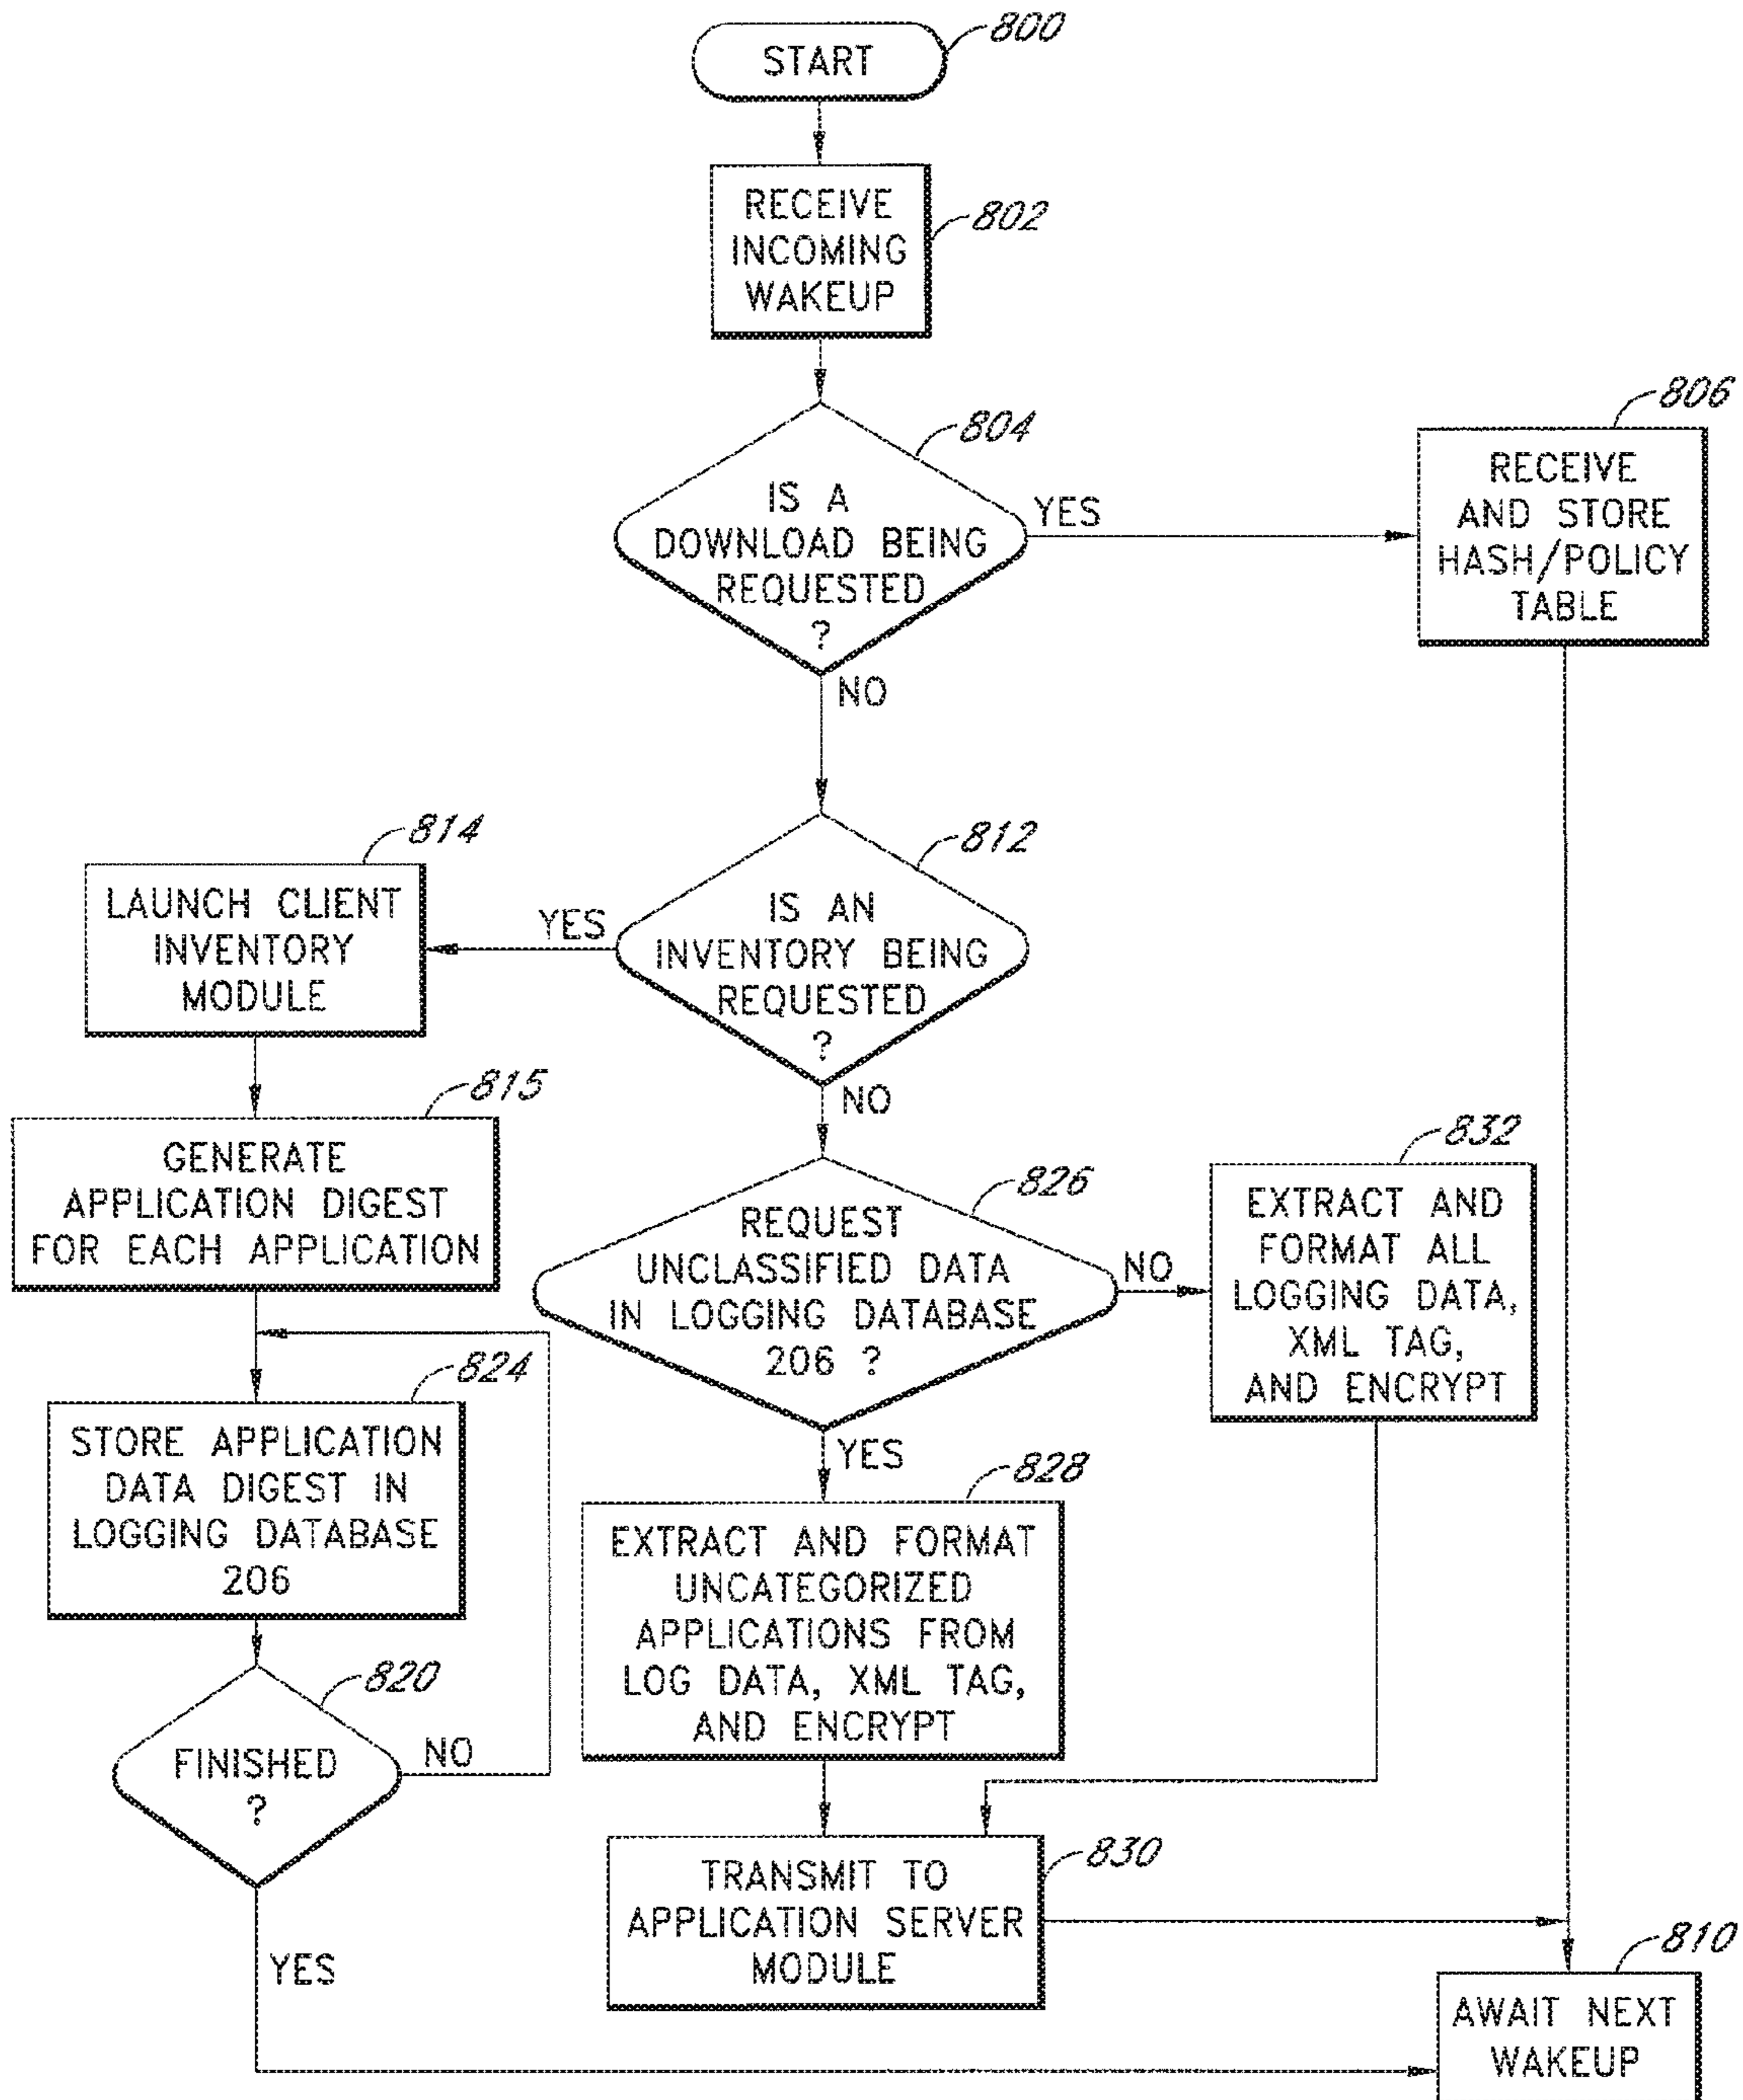 800
START
802
RECEIVE
INCOMING
WAKEUP
804
IS A
DOWNLOAD BEING
REQUESTED
?
YES
NO
806
RECEIVE
AND STORE
HASH/POLICY
TABLE
812
IS AN
INVENTORY BEING
REQUESTED
?
YES
NO
814
LAUNCH CLIENT
INVENTORY
MODULE
815
GENERATE
APPLICATION DIGEST
FOR EACH APPLICATION
824
STORE APPLICATION
DATA DIGEST IN
LOGGING DATABASE
206
820
FINISHED
?
NO
YES
826
REQUEST
UNCLASSIFIED DATA
IN LOGGING DATABASE
206 ?
NO
YES
832
EXTRACT AND
FORMAT ALL
LOGGING DATA,
XML TAG,
AND ENCRYPT
828
EXTRACT AND FORMAT
UNCATEGORIZED
APPLICATIONS FROM
LOG DATA, XML TAG,
AND ENCRYPT
830
TRANSMIT TO
APPLICATION SERVER
MODULE
810
AWAIT NEXT
WAKEUP